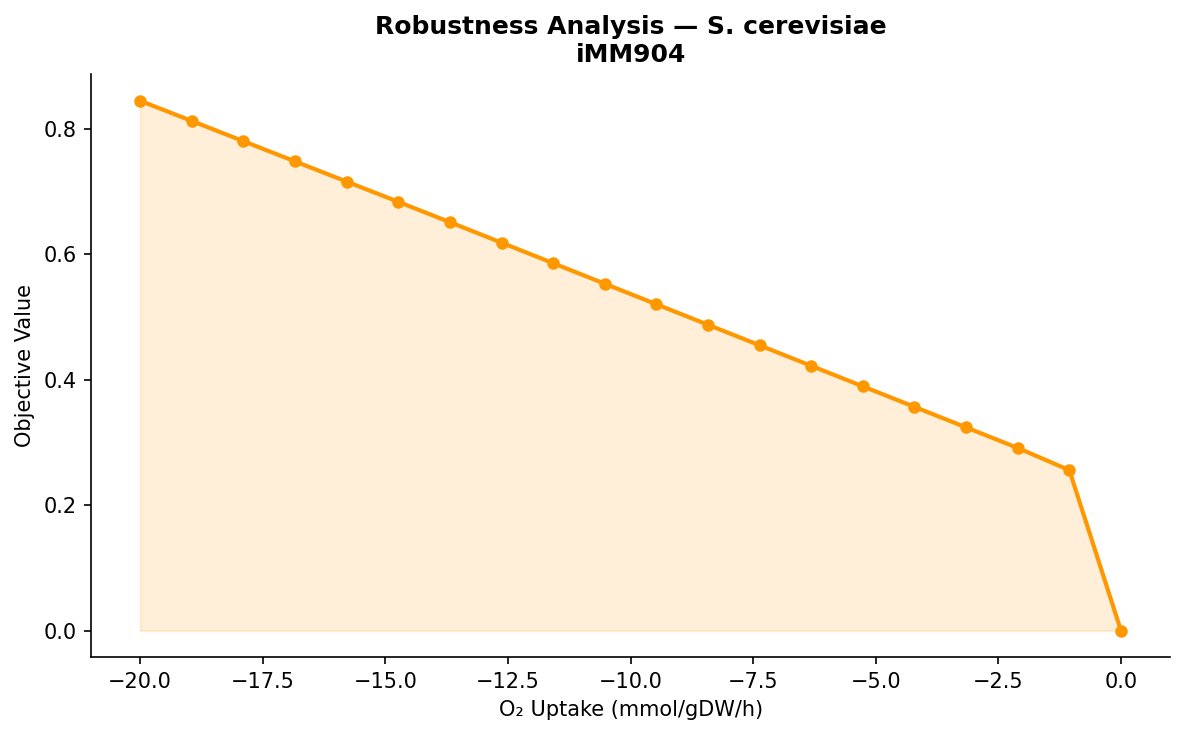 Robustness Analysis — S. cerevisiae
iMM904
Objective Value
0.8
0.6
0.4
0.2
0.0
−20.0 −17.5 −15.0 −12.5 −10.0 −7.5 −5.0 −2.5 0.0
O₂ Uptake (mmol/gDW/h)